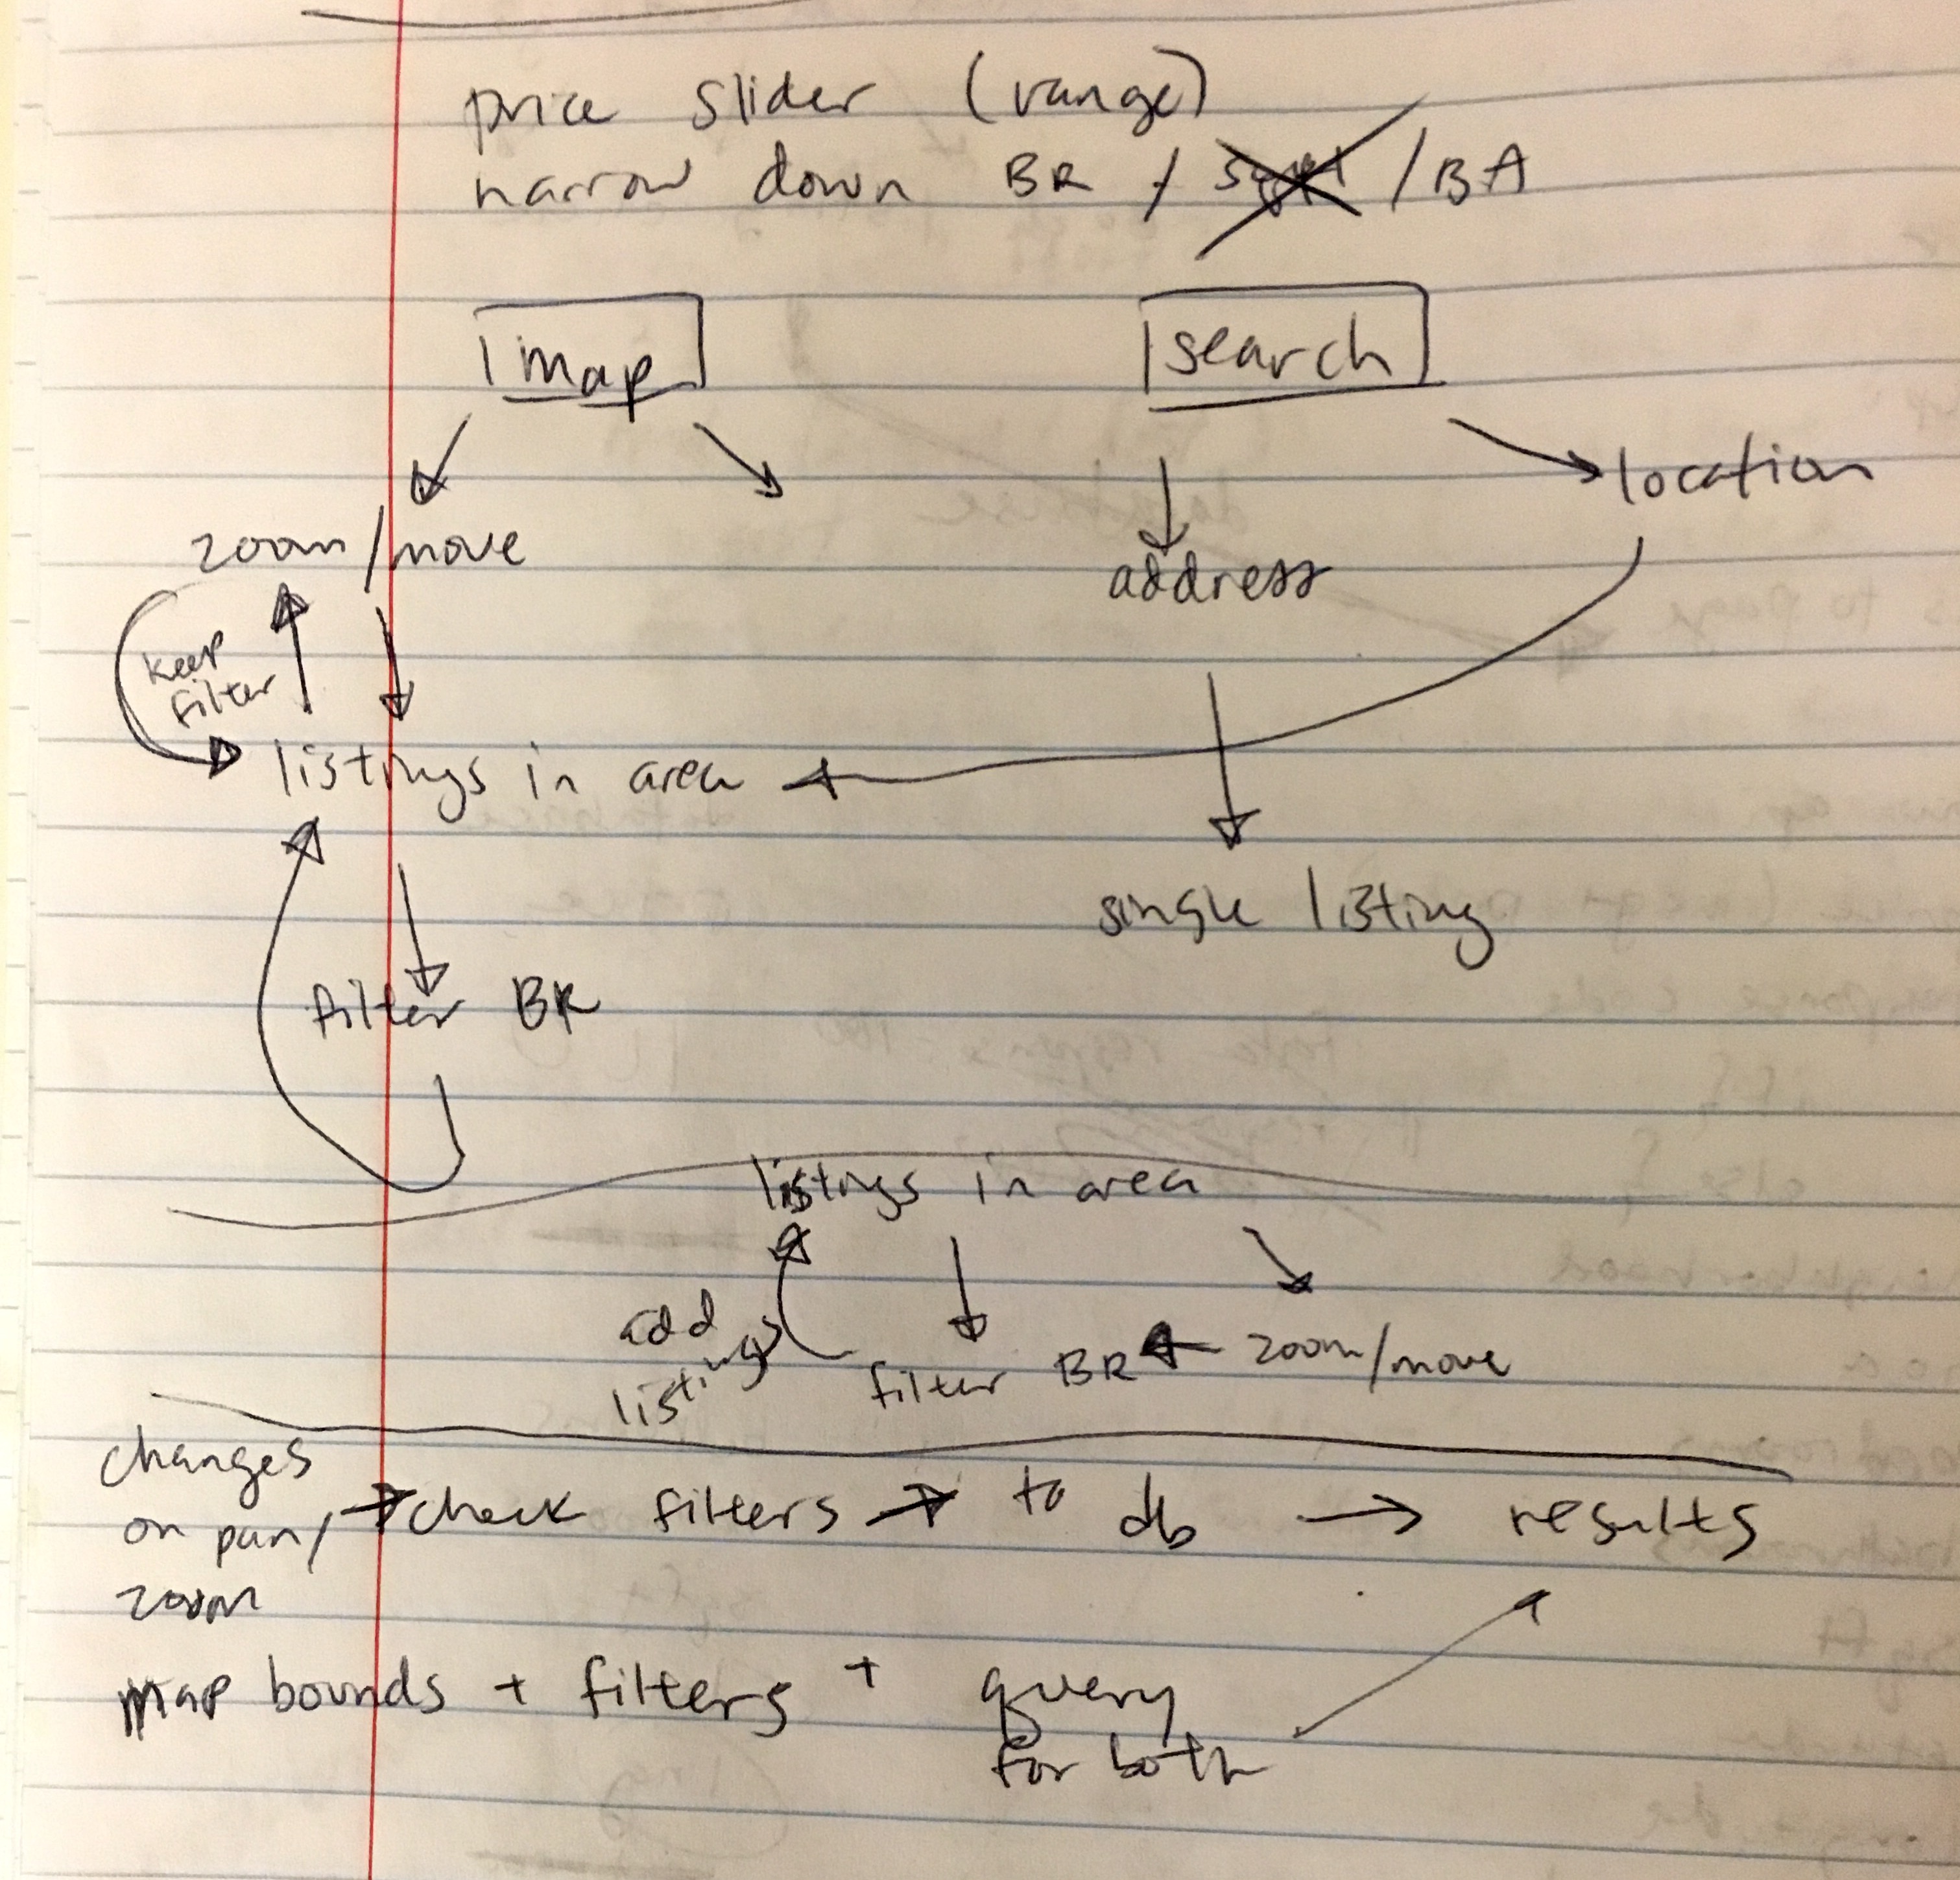 price slider (range)
narrow down BR / sqft / BA
map
search
location
zoom/move
address
keep
filter
listings in area
single listing
filter BR
listings in area
add
listings
filter BR
zoom/move
changes
on pan/
zoom
check filters
to db
results
map bounds + filters +
query
for both